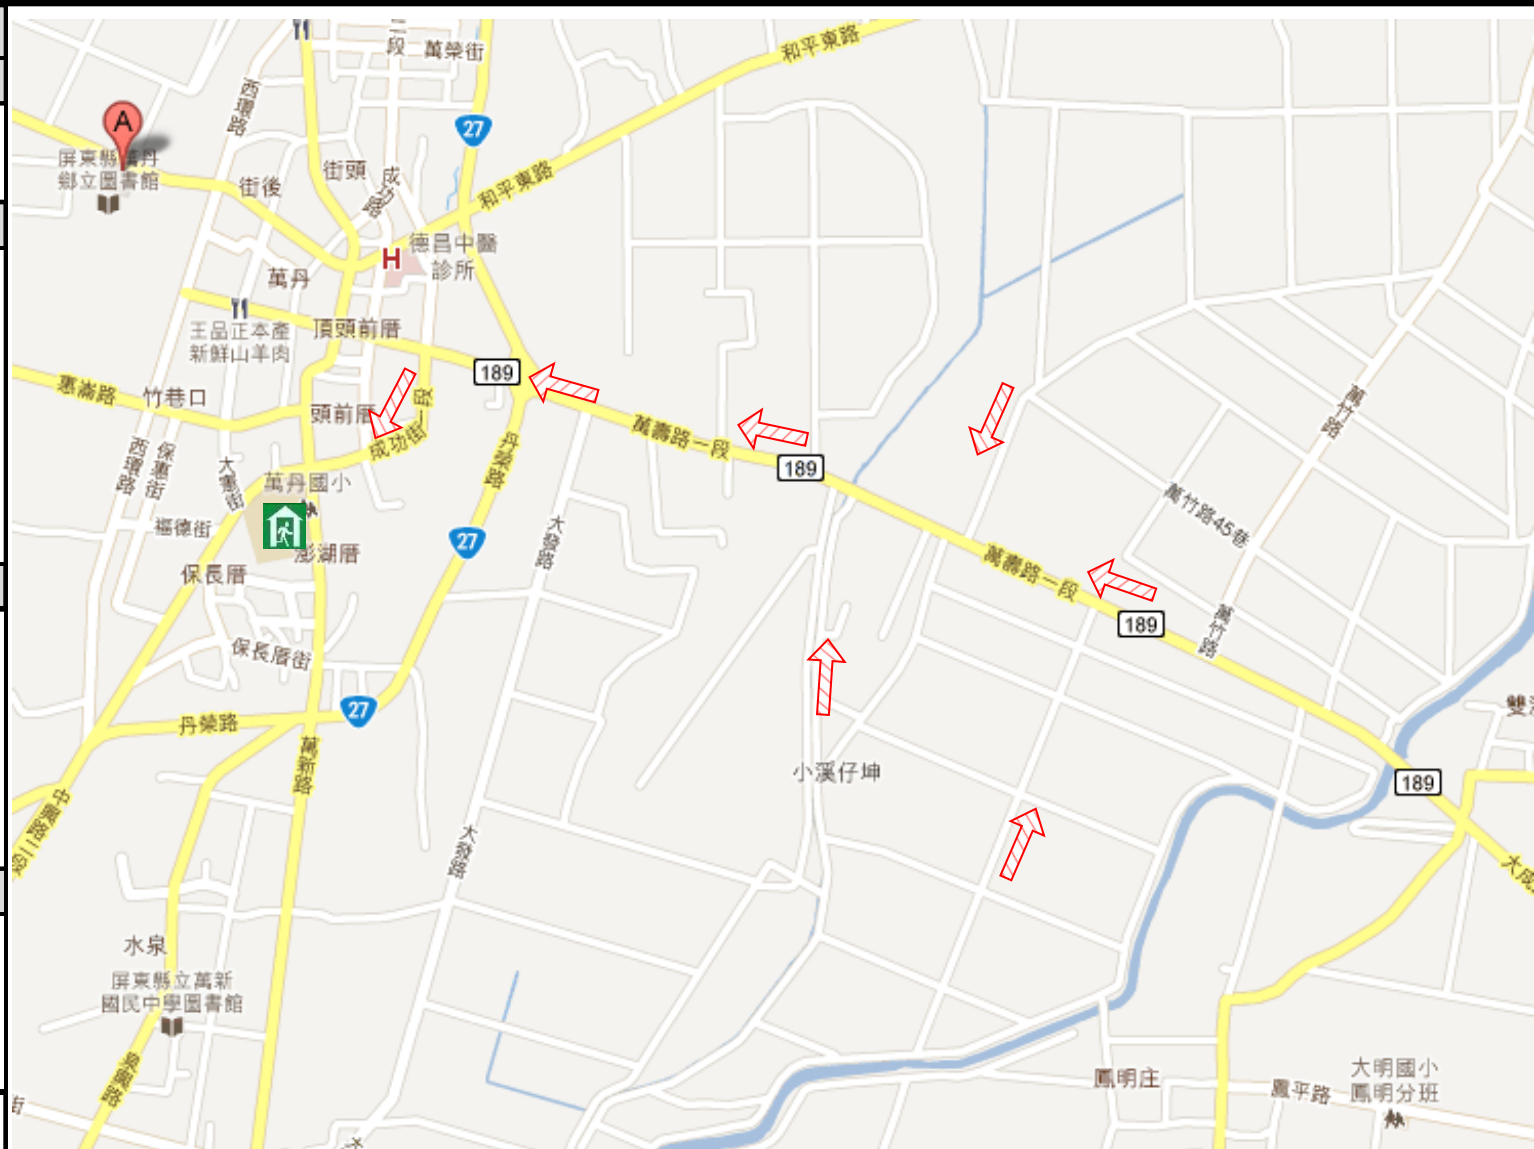 二段
萬榮街
和平東路
西環路
27
A
屏東縣萬丹
鄉立圖書館
街後
街頭
成功路
和平東路
H
德昌中醫
診所
萬丹
王品正本產
新鮮山羊肉
頂頭前厝
189
惠崙路
竹巷口
頭前厝
成功街一段
萬壽路一段
189
丹榮路
萬竹路
西環路
保惠街
大憲街
萬丹國小
福德街
澎湖厝
27
大發路
萬竹路45巷
萬壽路一段
189
萬竹路
保長厝
保長厝街
27
丹榮路
萬新路
小溪仔坤
189
中興路二段
大發路
水泉
屏東縣立萬新
國民中學圖書館
鳳明庄
鳳平路
大明國小
鳳明分班
街